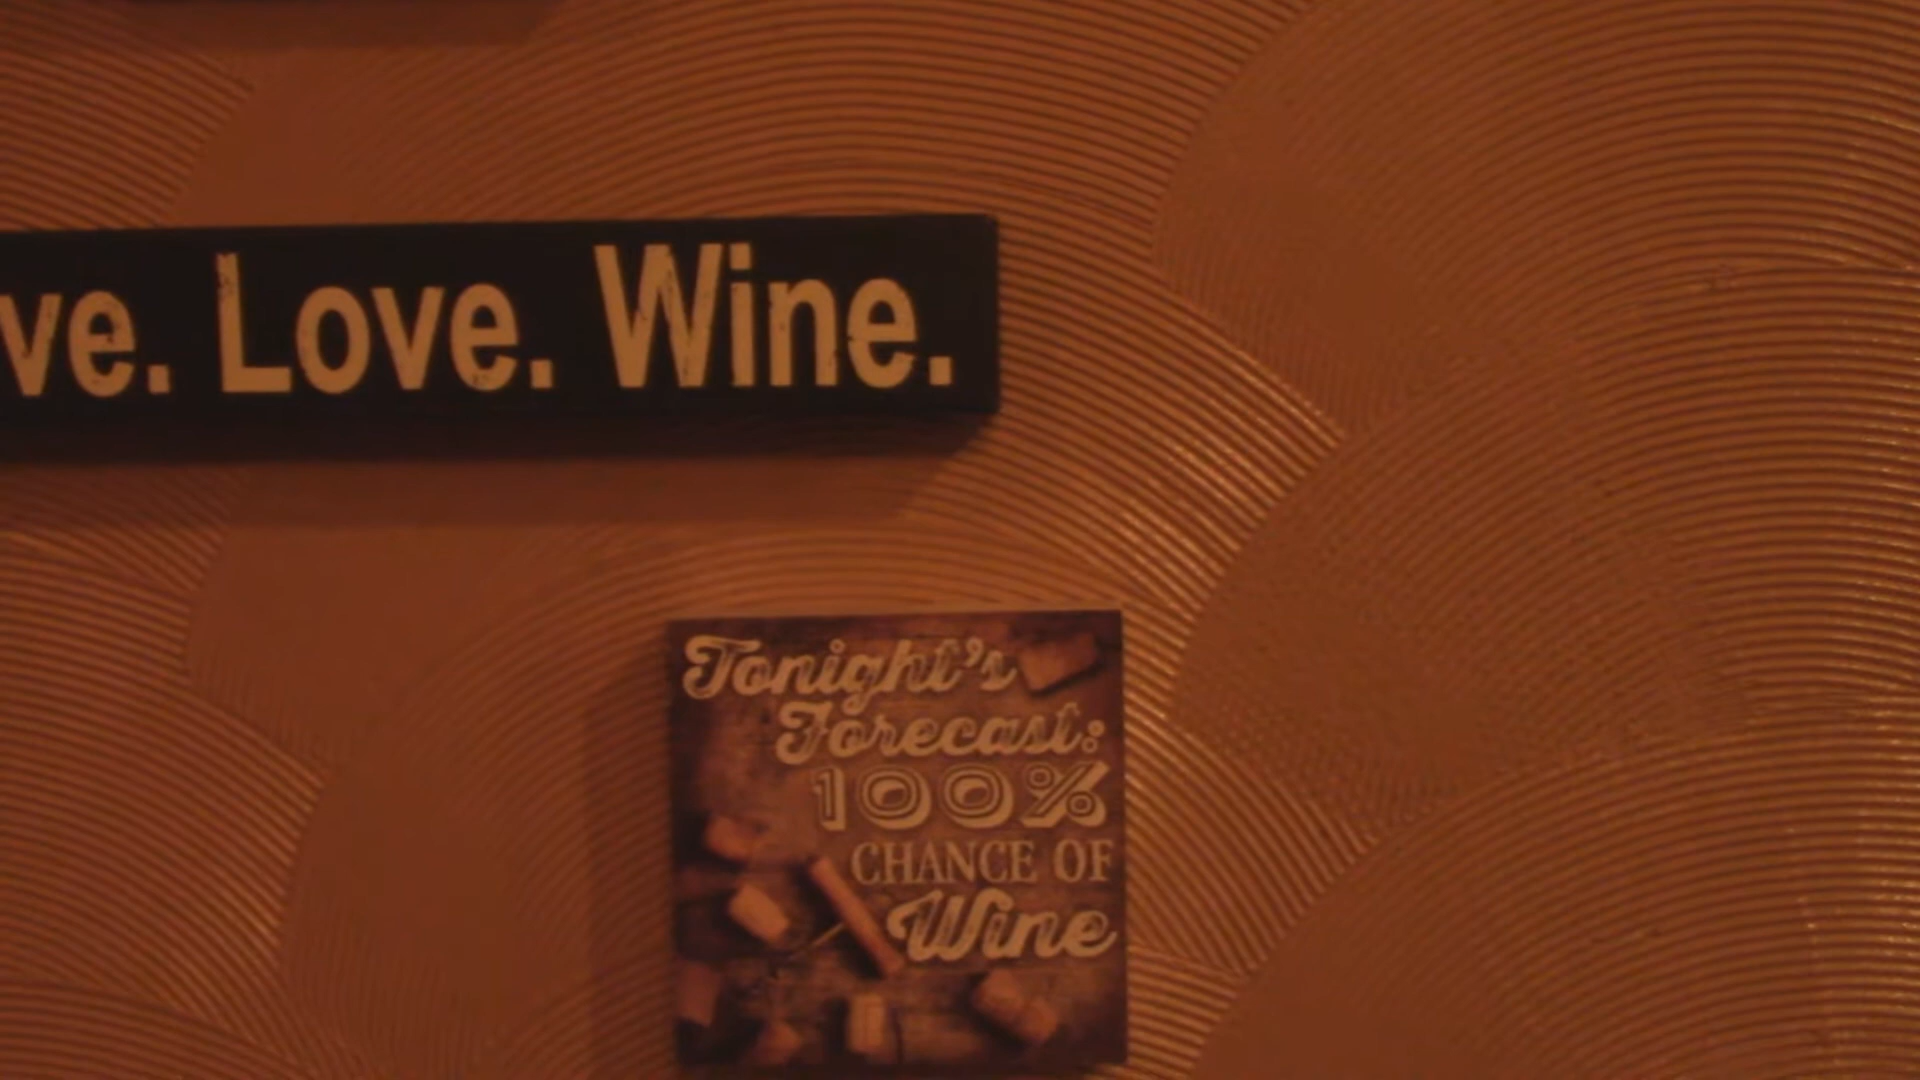 ve. Love. Wine.
Tonight's
Forecast:
100%
CHANCE OF
Wine